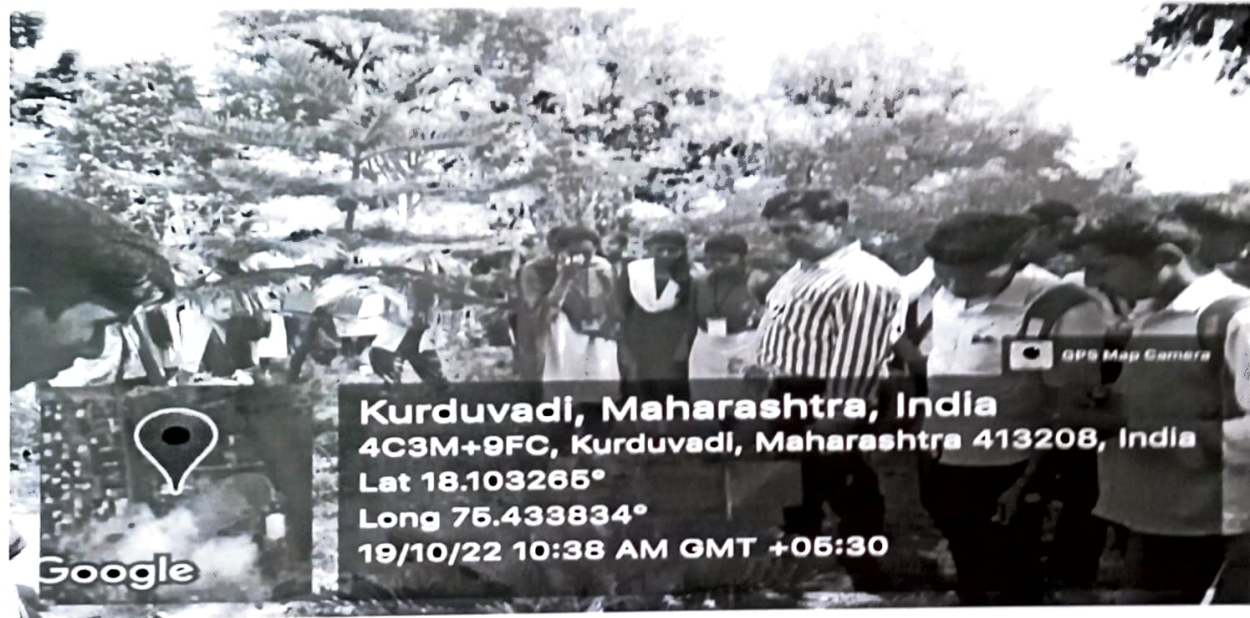 GPS Map Camera
Kurduvadi, Maharashtra, India
4C3M+9FC, Kurduvadi, Maharashtra 413208, India
Lat 18.103265°
Long 75.433834°
19/10/22 10:38 AM GMT +05:30
Google